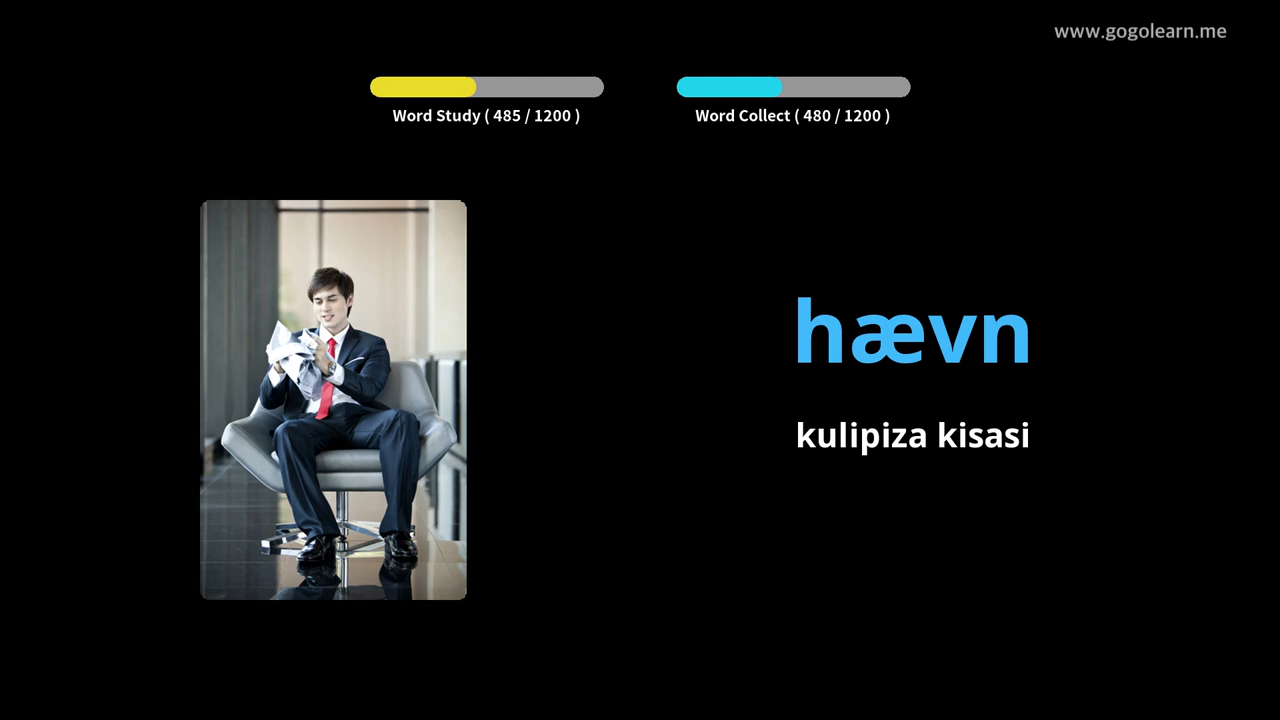 www.gogolearn.me
Word Study ( 485 / 1200 )
Word Collect ( 480 / 1200 )
hævn
kulipiza kisasi